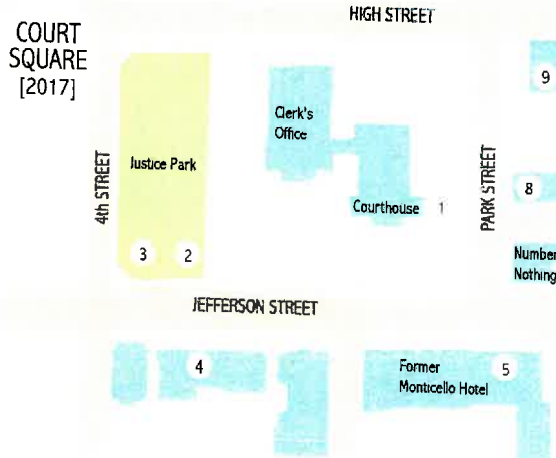 HIGH STREET
COURT
SQUARE
[2017]
9
Clerk's
Office
4th STREET
Justice Park
PARK STREET
8
Courthouse 1
3 2
Number
Nothing
JEFFERSON STREET
4
Former
Monticello Hotel
5